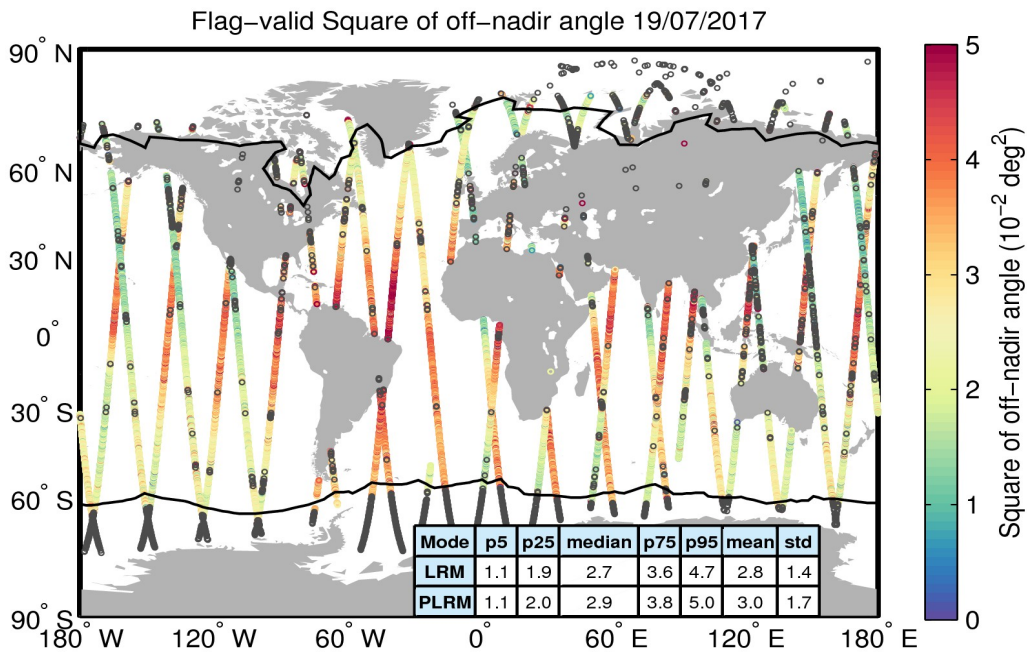 Flag−valid Square of off−nadir angle 19/07/2017
90° N
60° N
30° N
0°
30° S
60° S
90° S
180° W
120° W
60° W
0°
60° E
120° E
180° E
Mode p5 p25 median p75 p95 mean std
LRM 1.1 1.9 2.7 3.6 4.7 2.8 1.4
PLRM 1.1 2.0 2.9 3.8 5.0 3.0 1.7
5
4
3
2
1
0
Square of off−nadir angle (10⁻² deg²)